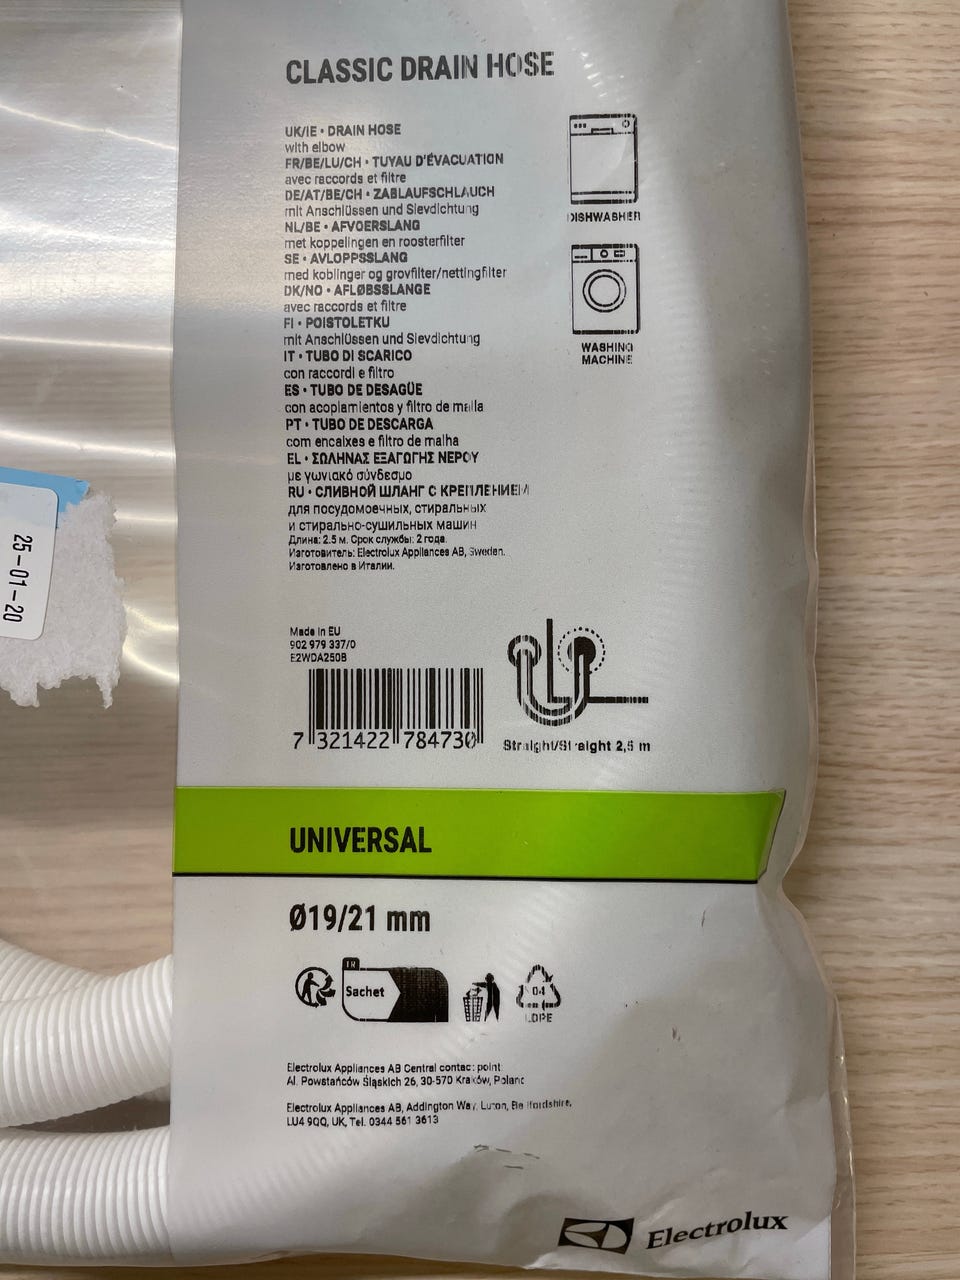 CLASSIC DRAIN HOSE
UK/IE • DRAIN HOSE
with elbow
FR/BE/LU/CH • TUYAU D'ÉVACUATION
avec raccords et filtre
DE/AT/BE/CH • ZABLAUFSCHLAUCH
mit Anschlüssen und Sievdichtung
NL/BE • AFVOERSLANG
met koppelingen en roosterfilter
SE • AVLOPPSSLANG
med koblinger og grovfilter/nettingfilter
DK/NO • AFLØBSSLANGE
avec raccords et filtre
FI • POISTOLETKU
mit Anschlüssen und Sievdichtung
IT • TUBO DI SCARICO
con raccordi e filtro
ES • TUBO DE DESAGÜE
con acoplamientos y filtro de malla
PT • TUBO DE DESCARGA
com encaixes e filtro de malha
EL • ΣΩΛΗΝΑΣ ΕΞΑΓΩΓΗΣ ΝΕΡΟΥ
με γωνιακό σύνδεσμο
RU • СЛИВНОЙ ШЛАНГ С КРЕПЛЕНИЕМ
для посудомоечных, стиральных
и стирально-сушильных машин
Длина: 2.5 м. Срок службы: 2 года.
Изготовитель: Electrolux Appliances AB, Sweden.
Изготовлено в Италии.
DISHWASHER
WASHING
MACHINE
25-01-20
Made in EU
902 979 337/0
E2WDA250B
7 321422 784730
Straight/Straight 2,5 m
UNIVERSAL
Ø19/21 mm
FR
Sachet
04
LDPE
Electrolux Appliances AB Central contact point
Al. Powstańców Śląskich 26, 30-570 Kraków, Poland
Electrolux Appliances AB, Addington Way, Luton, Bedfordshire,
LU4 9QQ, UK, Tel. 0344 561 3613
Electrolux